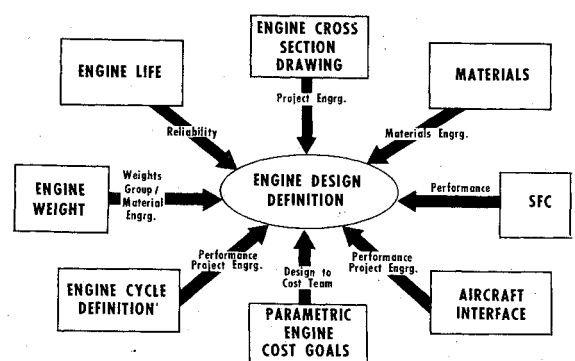 ENGINE CROSS
SECTION
DRAWING
ENGINE LIFE
MATERIALS
Project Engrg.
Reliability
Materials Engrg.
ENGINE
WEIGHT
Weights
Group/
Material
Engrg.
ENGINE DESIGN
DEFINITION
Performance
SFC
Performance
Project Engrg.
Design to
Cost Team
Performance
Project Engrg.
ENGINE CYCLE
DEFINITION
PARAMETRIC
ENGINE
COST GOALS
AIRCRAFT
INTERFACE